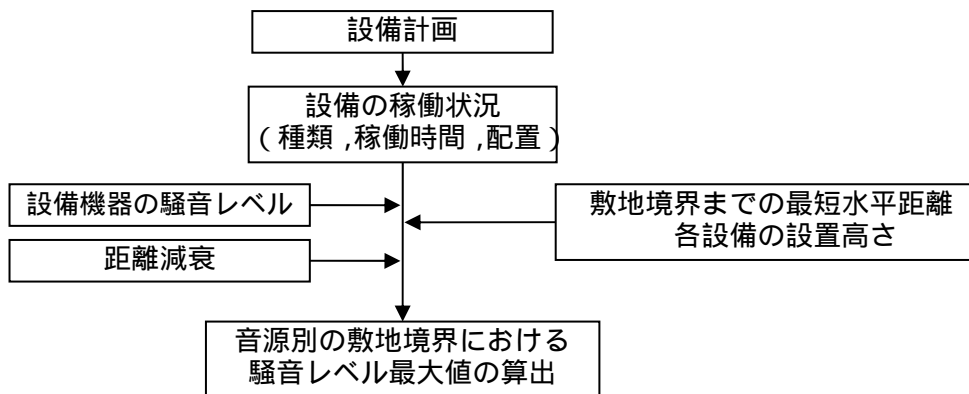 設備計画
設備の稼働状況
（種類，稼働時間，配置）
設備機器の騒音レベル
敷地境界までの最短水平距離
各設備の設置高さ
距離減衰
音源別の敷地境界における
騒音レベル最大値の算出